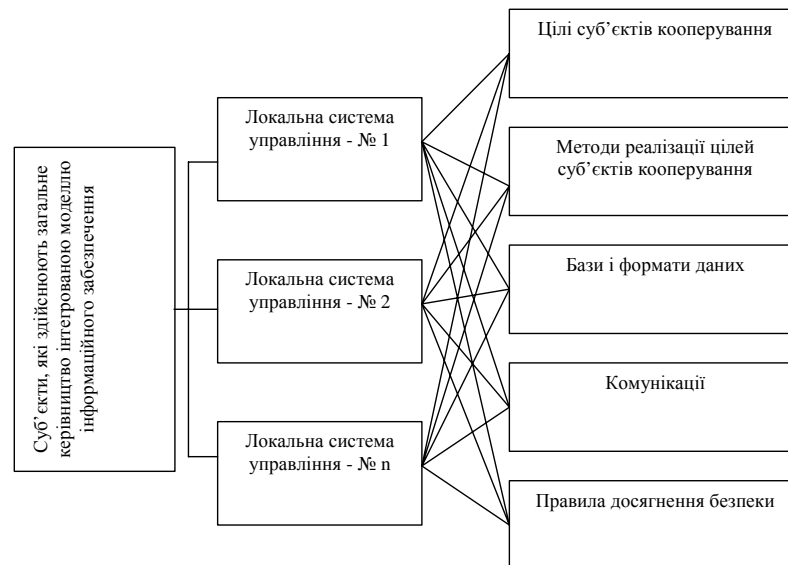 Суб’єкти, які здійснюють загальне
керівництво інтегрованою моделлю
інформаційного забезпечення
Локальна система
управління - № 1
Локальна система
управління - № 2
Локальна система
управління - № n
Цілі суб’єктів кооперування
Методи реалізації цілей
суб’єктів кооперування
Бази і формати даних
Комунікації
Правила досягнення безпеки